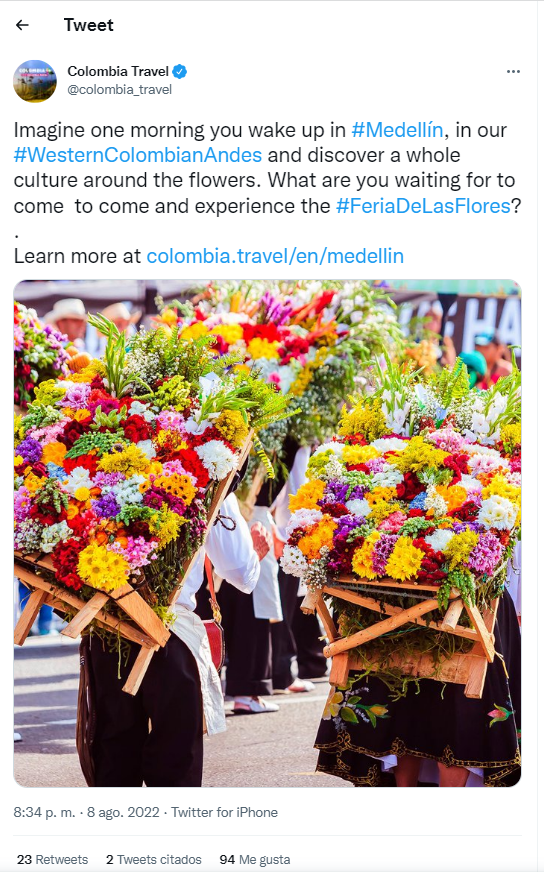 Tweet
Colombia Travel
@colombia_travel
Imagine one morning you wake up in #Medellín, in our
#WesternColombianAndes and discover a whole
culture around the flowers. What are you waiting for to
come  to come and experience the #FeriaDeLasFlores?
.
Learn more at colombia.travel/en/medellin
8:34 p. m. · 8 ago. 2022 · Twitter for iPhone
23 Retweets 2 Tweets citados 94 Me gusta